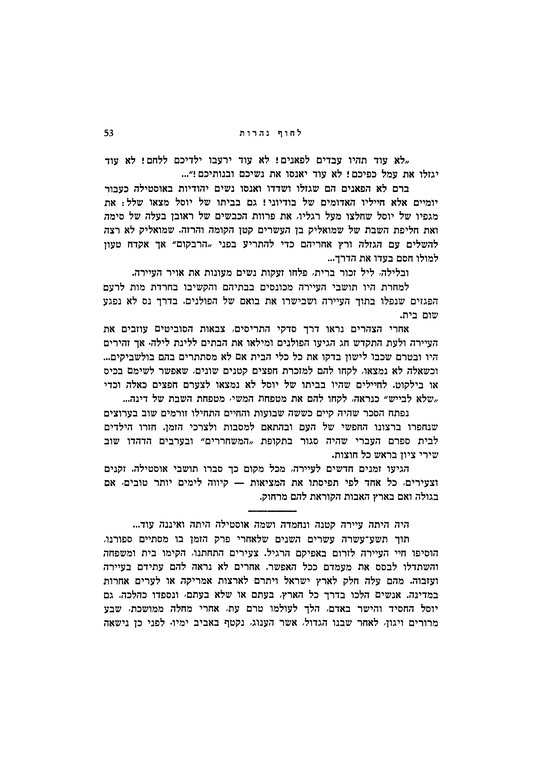 לחוף נהרות 53
„לא עוד תהיו עבדים לפאנים! לא עוד ירעבו ילדיכם ללחם! לא עוד
יגזלו את עמל כפיכם! לא עוד יאנסו את נשיכם ובנותיכם!”...
ברם לא הפאנים הם שגזלו ושדדו ואנסו נשים יהודיות באוסטילה כעבור
יומיים אלא חייליו האדומים של בודיוני! גם בביתו של יוסל מצאו שלל: את
מגפיו של יוסל שחלצו מעל רגליו, את פרוות הכבשים של ראובן בעלה של סימה
ואת חליפת השבת של שמואליק בן העשרים קטן הקומה והרזה. שמואליק לא רצה
להשלים עם הגזלה ורץ אחריהם כדי להתריע בפני „הרבקום” אך אקדח טעון
למולו חסם בעדו את הדרך...
ובלילה, ליל זכור ברית, פלחו זעקות נשים מעונות את אויר העיירה.
למחרת היו תושבי העיירה מכונסים בבתיהם והקשיבו בחרדת מות לרעם
הפגזים שנפלו בתוך העיירה ושבישרו את בואם של הפולנים. בדרך נס לא נפגע
שום בית.
אחרי הצהרים נראו דרך סדקי התריסים, צבאות הסוביטים עוזבים את
העיירה ולעת התקדש חג הגיעו הפולנים ומילאו את הבתים ללינת לילה. אך זהירים
היו ובטרם שכבו לישון בדקו את כל כלי הבית אם לא מסתתרים בהם בולשביקים...
וכשאלה לא נמצאו, לקחו להם למזכרת חפצים קטנים שונים, שאפשר לשימם בכיס
או בילקוט. לחיילים שהיו בביתו של יוסל לא נמצאו לצערם חפצים כאלה וכדי
„שלא לבייש” כנראה, לקחו להם את מטפחת המשי, מטפחת השבת של דינה...
נפתח הסכר שהיה קיים כששה שבועות והחיים התחילו זורמים שוב בערוצים
שנחפרו ברצונו החפשי של העם ובהתאם למסבות ולצרכי הזמן. חזרו הילדים
לבית ספרם העברי שהיה סגור בתקופת „המשחררים” ובערבים הדהדו שוב
שירי ציון בראש כל חוצות.
הגיעו זמנים חדשים לעיירה, מכל מקום כך סברו תושבי אוסטילה. זקנים
וצעירים, כל אחד לפי תפיסתו את המציאות — קיווה לימים יותר טובים, אם
בגולה ואם בארץ האבות הקוראת להם מרחוק.
היה היתה עיירה קטנה ונחמדה ושמה אוסטילה היתה ואיננה עוד...
תוך תשע־עשרה עשרים השנים שלאחרי פרק הזמן בו מסתיים ספורנו,
הוסיפו חיי העיירה לזרום באפיקם הרגיל. צעירים התחתנו, הקימו בית ומשפחה
והשתדלו לבסס את מעמדם ככל האפשר. אחרים לא נראה להם עתידם בעיירה
ועזבוה. מהם עלה חלק לארץ ישראל ויתרם לארצות אמריקה או לערים אחרות
במדינה. אנשים הלכו בדרך כל הארץ, בעתם או שלא בעתם, ונספדו כהלכה. גם
יוסל החסיד והישר באדם, הלך לעולמו טרם עת, אחרי מחלה ממושכת, שבע
מרורים ויגון, לאחר שבנו הגדול, אשר הענוג, נקטף באביב ימיו. לפני כן נישאה